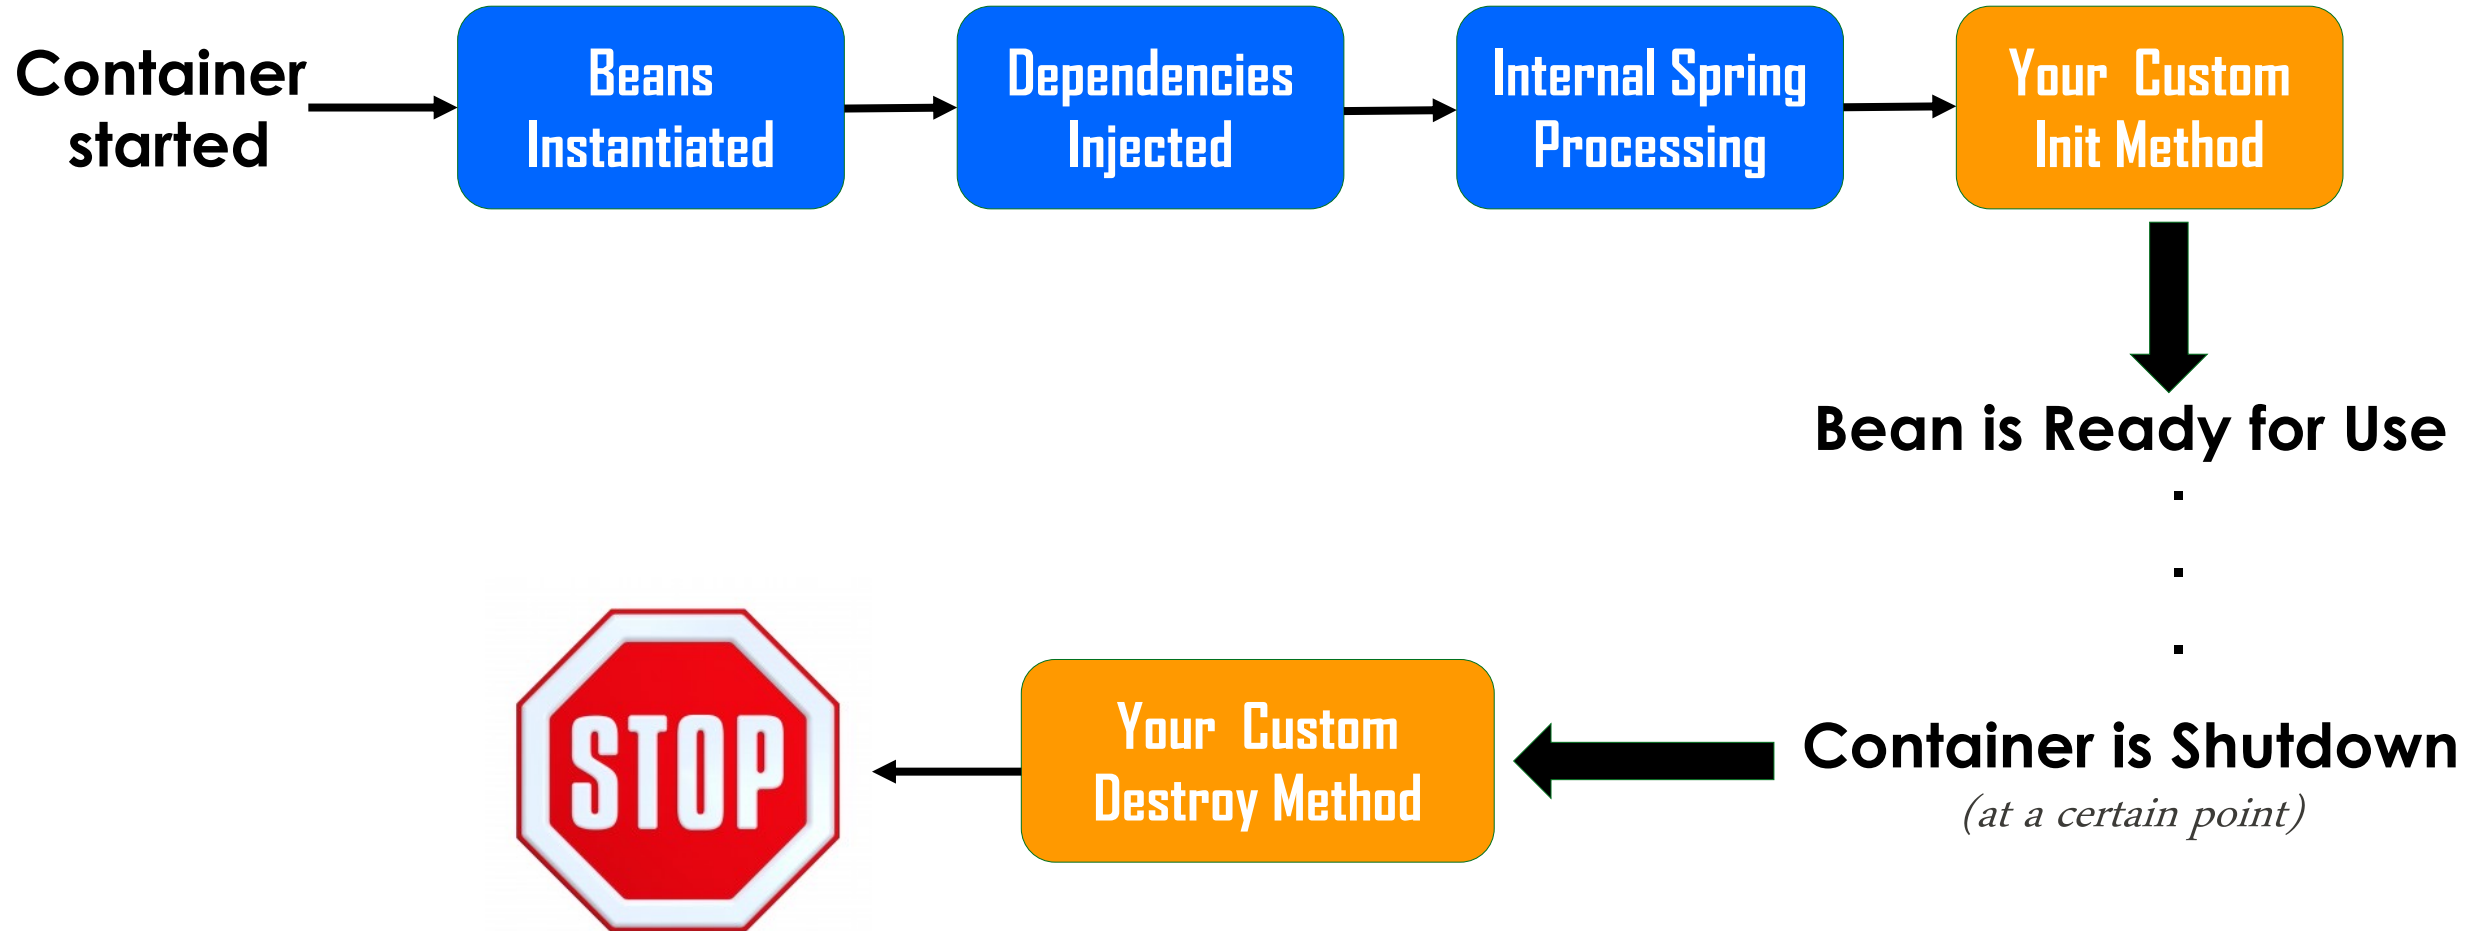 Container
started
Beans
Instantiated
Dependencies
Injected
Internal Spring
Processing
Your Custom
Init Method
Bean is Ready for Use
.
.
.
Container is Shutdown
(at a certain point)
Your Custom
Destroy Method
STOP